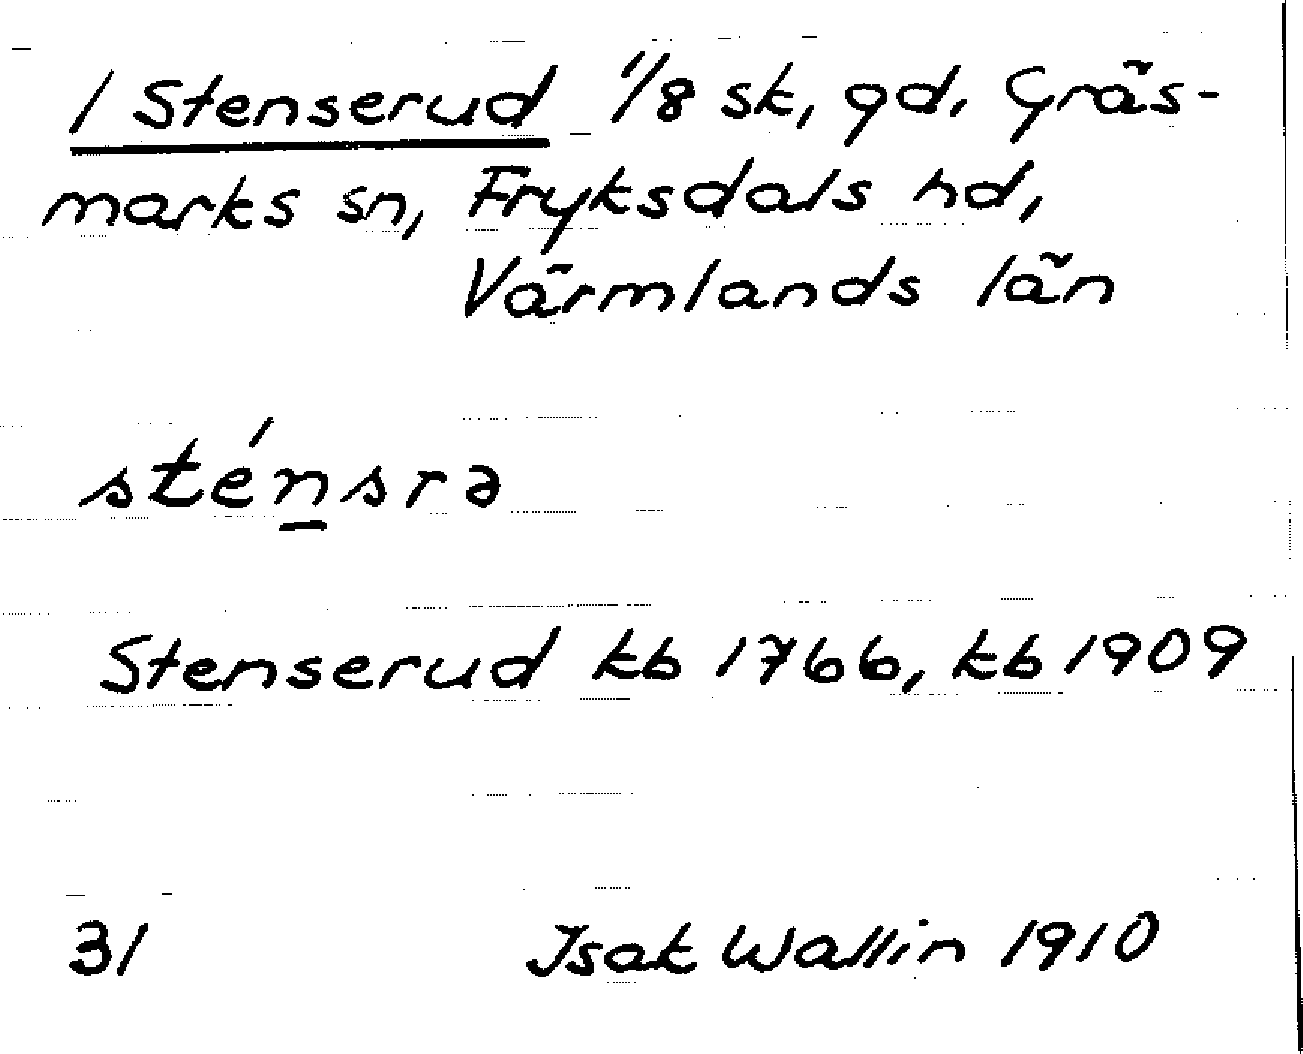 1 Stenserud 1/8 sk, gd. Gräs-
marks sn, Fryksdals hd,
Värmlands län
sténsrə
Stenserud kb 1766, kb 1909
31 Isak Wallin 1910